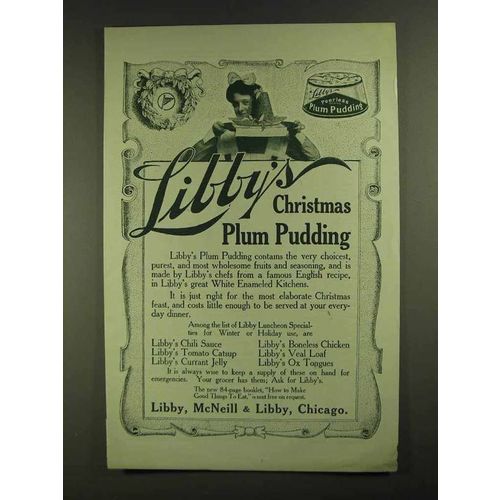 Libby's
Peerless
Plum Pudding
Libby's
Christmas
Plum Pudding
Libby's Plum Pudding contains the very choicest,
purest, and most wholesome fruits and seasoning, and is
made by Libby's chefs from a famous English recipe,
in Libby's great White Enameled Kitchens.
It is just right for the most elaborate Christmas
feast, and costs little enough to be served at your every-
day dinner.
Among the list of Libby Luncheon Special-
ties for Winter or Holiday use, are
Libby's Chili Sauce Libby's Boneless Chicken
Libby's Tomato Catsup Libby's Veal Loaf
Libby's Currant Jelly Libby's Ox Tongues
It is always wise to keep a supply of these on hand for
emergencies. Your grocer has them; Ask for Libby's.
The new 84-page booklet, "How to Make
Good Things To Eat," is sent free on request.
Libby, McNeill & Libby, Chicago.